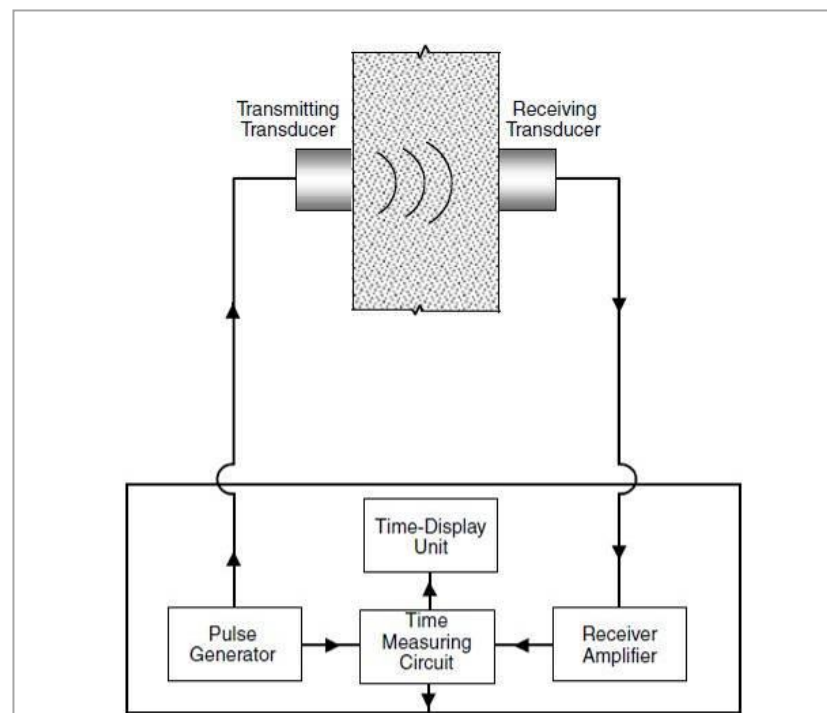 Transmitting
Transducer
Receiving
Transducer
Time-Display
Unit
Pulse
Generator
Time
Measuring
Circuit
Receiver
Amplifier